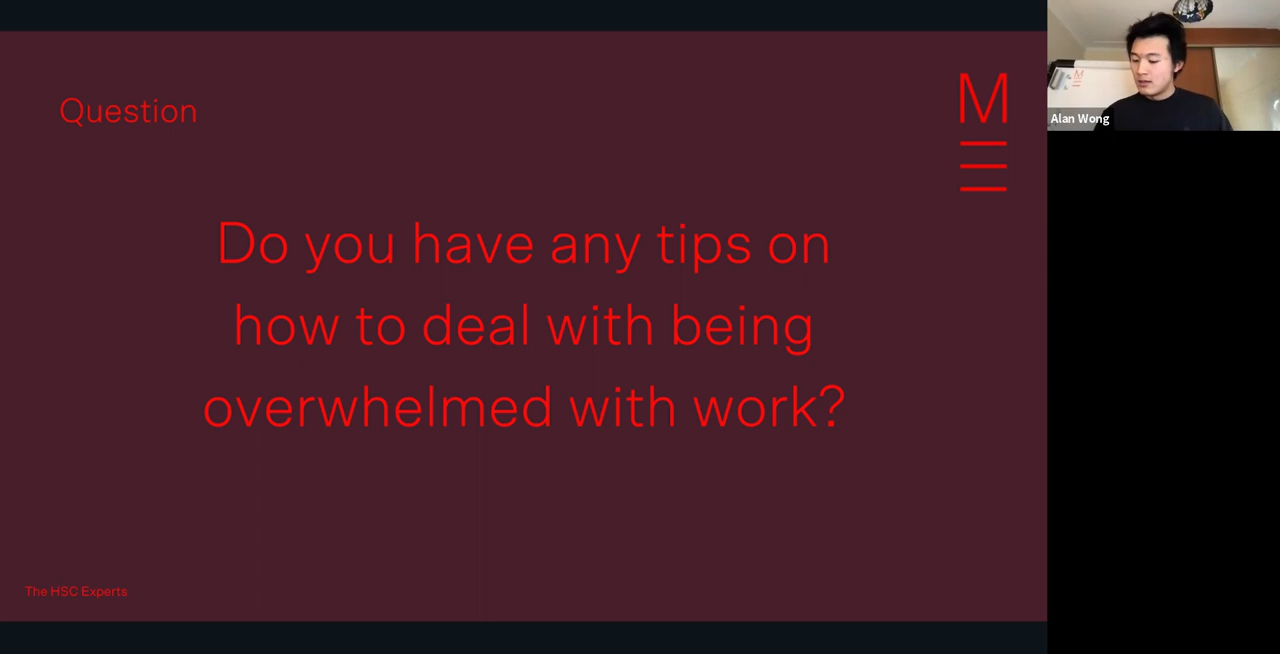 Question
M
Do you have any tips on
how to deal with being
overwhelmed with work?
The HSC Experts
Alan Wong